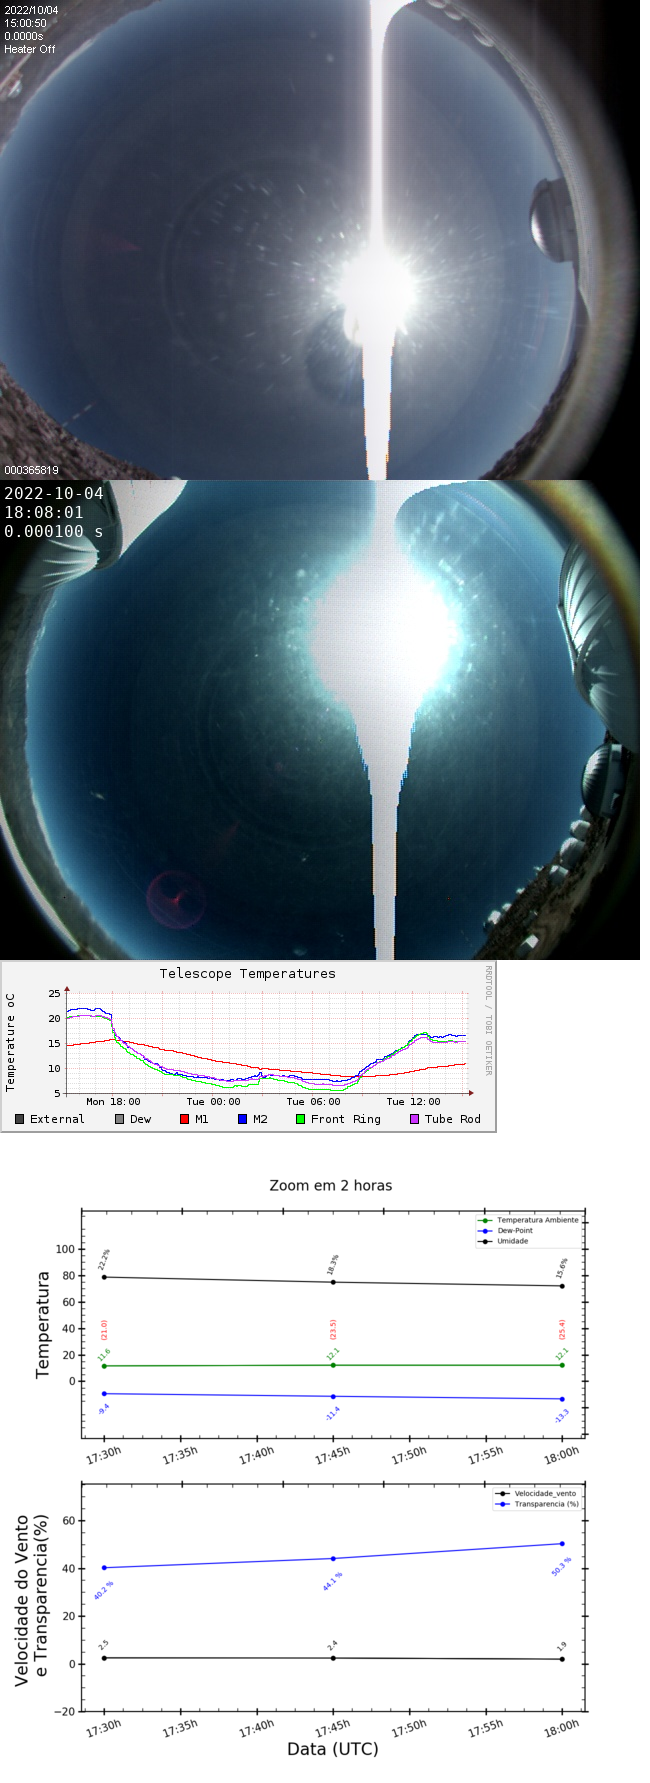 2022/10/04
15:00:50
0.0000s
Heater Off
000365819
2022-10-04
18:08:01
0.000100 s
Telescope Temperatures
Temperature oC
25
20
15
10
5
Mon 18:00 Tue 00:00 Tue 06:00 Tue 12:00
External Dew M1 M2 Front Ring Tube Rod
RRDTOOL / TOBI OETIKER
Zoom em 2 horas
Temperatura
Temperatura Ambiente
Dew-Point
Umidade
100
80
60
40
20
0
22.2% 18.3% 15.6%
(21.0) (23.5) (25.4)
11.6 12.1 12.1
-9.4 -11.4 -13.3
17:30h 17:35h 17:40h 17:45h 17:50h 17:55h 18:00h
Velocidade do Vento
e Transparencia(%)
Velocidade_vento
Transparencia (%)
60
40
20
0
−20
40.2 % 44.1 % 50.3 %
2.5 2.4 1.9
17:30h 17:35h 17:40h 17:45h 17:50h 17:55h 18:00h
Data (UTC)